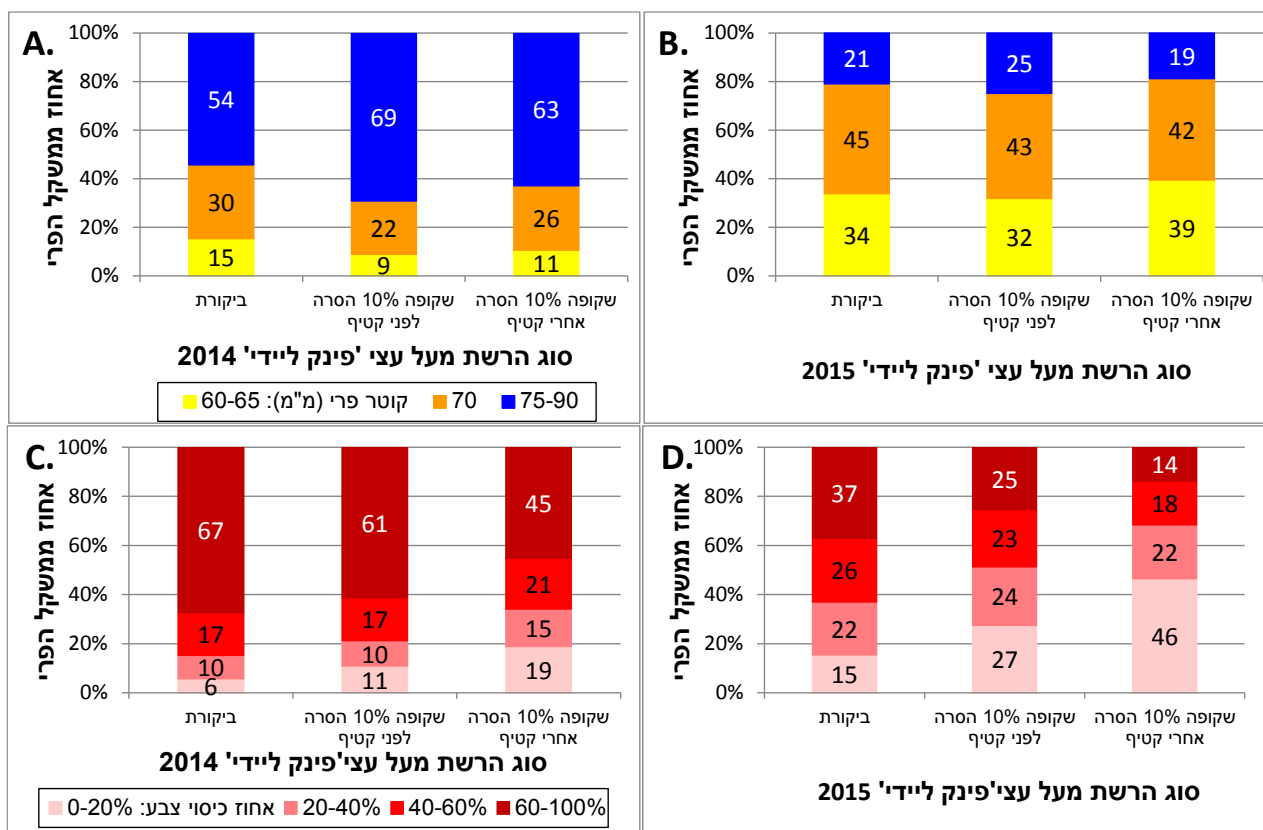 A.
אחוז ממשקל הפרי
100%
80%
60%
40%
20%
0%
54
30
15
69
22
9
63
26
11
ביקורת
שקופה 10% הסרה
לפני קטיף
שקופה 10% הסרה
אחרי קטיף
סוג הרשת מעל עצי 'פינק ליידי' 2014
קוטר פרי (מ"מ): 60-65
70
75-90
B.
אחוז ממשקל הפרי
100%
80%
60%
40%
20%
0%
21
45
34
25
43
32
19
42
39
ביקורת
שקופה 10% הסרה
לפני קטיף
שקופה 10% הסרה
אחרי קטיף
סוג הרשת מעל עצי 'פינק ליידי' 2015
C.
אחוז ממשקל הפרי
100%
80%
60%
40%
20%
0%
67
17
10
6
61
17
10
11
45
21
15
19
ביקורת
שקופה 10% הסרה
לפני קטיף
שקופה 10% הסרה
אחרי קטיף
סוג הרשת מעל עצי'פינק ליידי' 2014
אחוז כיסוי צבע: 0-20%
20-40%
40-60%
60-100%
D.
אחוז ממשקל הפרי
100%
80%
60%
40%
20%
0%
37
26
22
15
25
23
24
27
14
18
22
46
ביקורת
שקופה 10% הסרה
לפני קטיף
שקופה 10% הסרה
אחרי קטיף
סוג הרשת מעל עצי'פינק ליידי' 2015